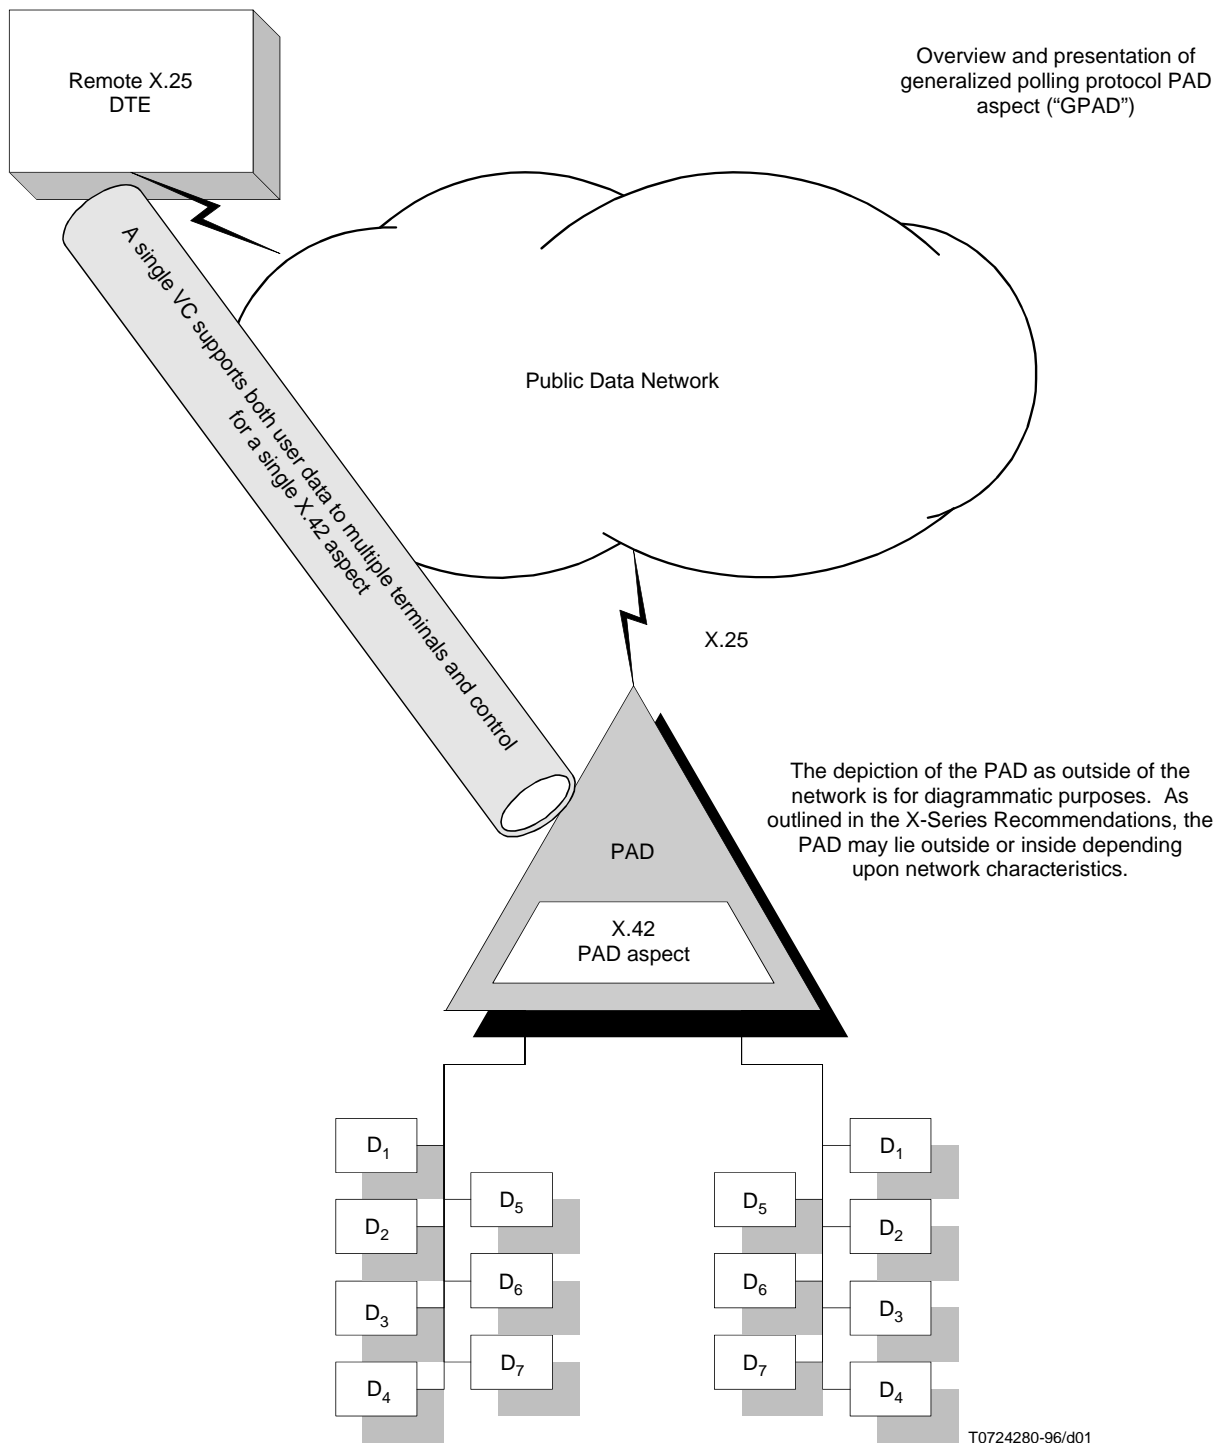 Remote X.25
DTE
Overview and presentation of
generalized polling protocol PAD
aspect (“GPAD”)
A single VC supports both user data to multiple terminals and control
for a single X.42 aspect
Public Data Network
X.25
The depiction of the PAD as outside of the
network is for diagrammatic purposes. As
outlined in the X-Series Recommendations, the
PAD may lie outside or inside depending
upon network characteristics.
PAD
X.42
PAD aspect
D1
D2
D3
D4
D5
D6
D7
D5
D6
D7
D1
D2
D3
D4
T0724280-96/d01